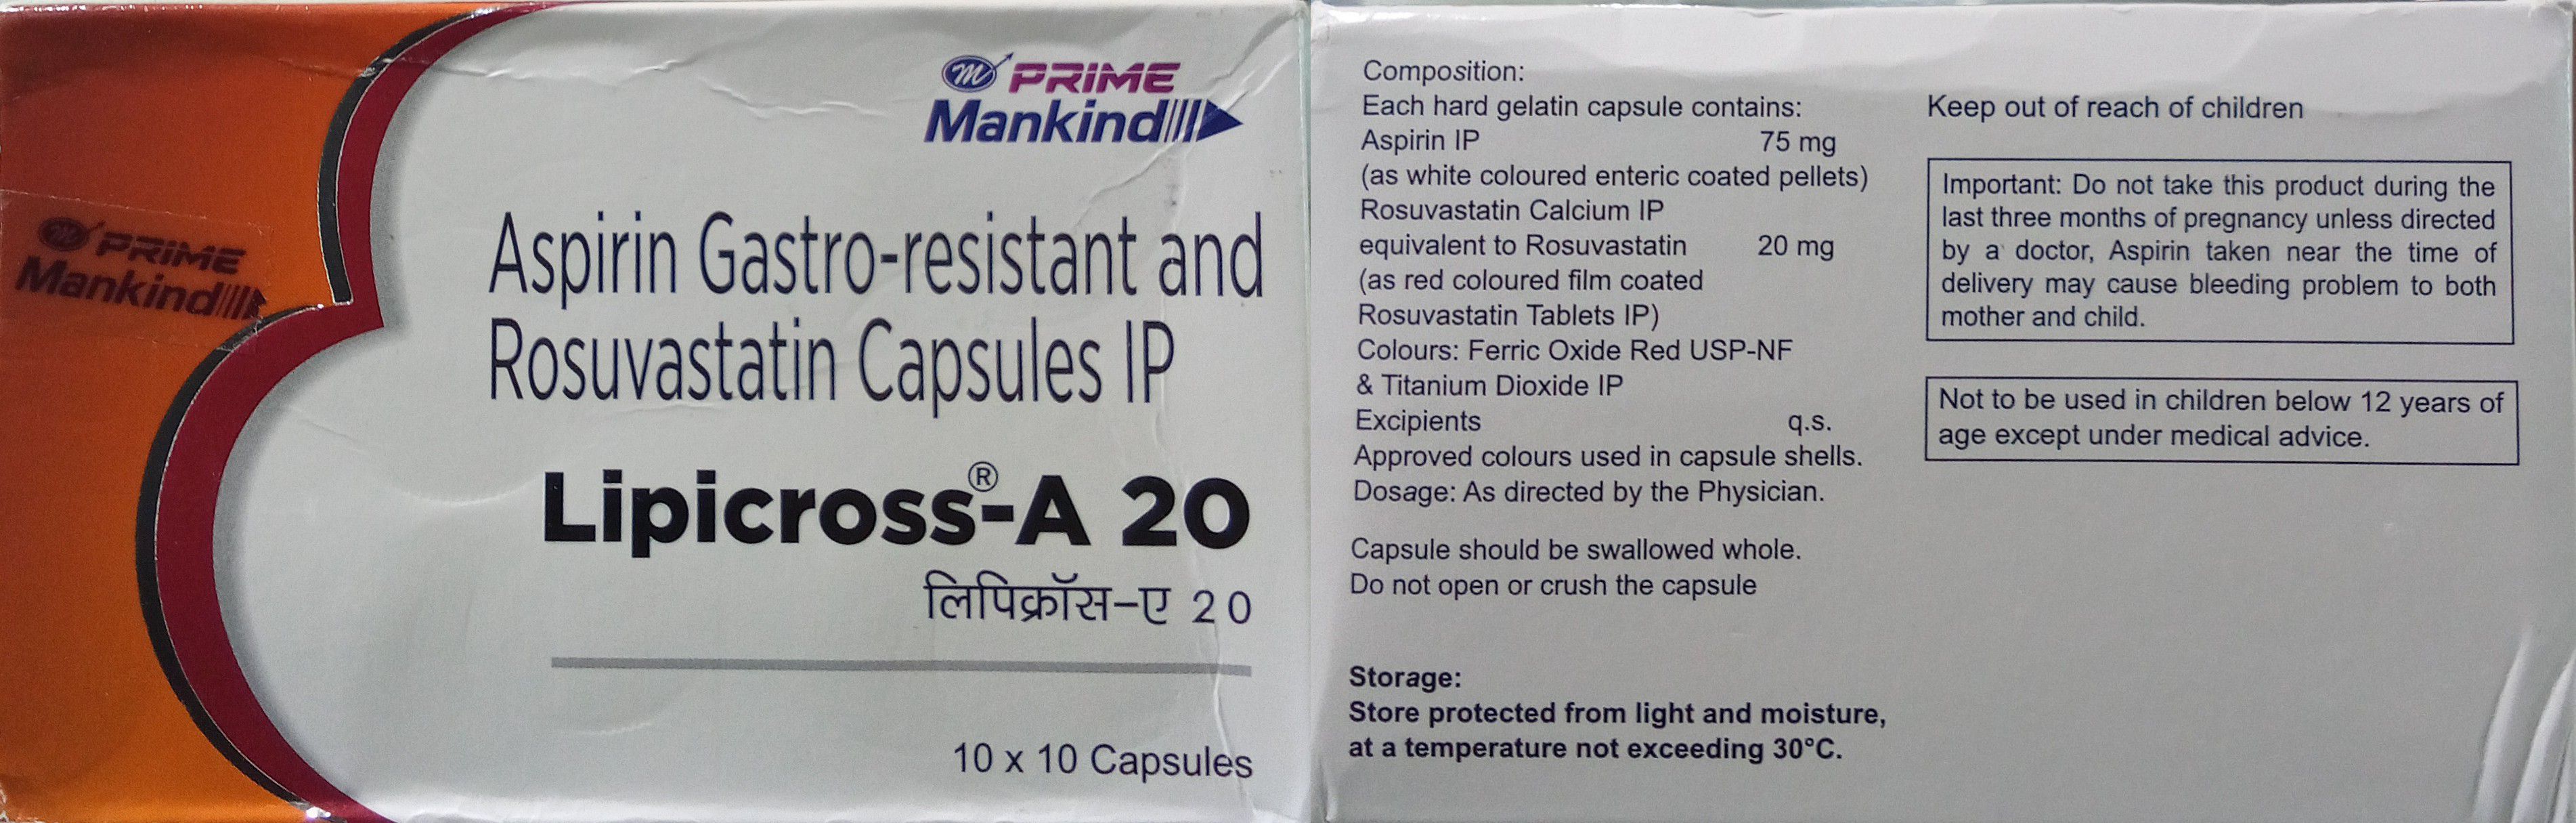 PRIME
Mankind
PRIME
Mankind
Aspirin Gastro-resistant and
Rosuvastatin Capsules IP
Lipicross®-A 20
लिपिक्रॉस-ए 20
10 x 10 Capsules
Composition:
Each hard gelatin capsule contains:
Aspirin IP 75 mg
(as white coloured enteric coated pellets)
Rosuvastatin Calcium IP
equivalent to Rosuvastatin 20 mg
(as red coloured film coated
Rosuvastatin Tablets IP)
Colours: Ferric Oxide Red USP-NF
& Titanium Dioxide IP
Excipients q.s.
Approved colours used in capsule shells.
Dosage: As directed by the Physician.
Capsule should be swallowed whole.
Do not open or crush the capsule
Storage:
Store protected from light and moisture,
at a temperature not exceeding 30°C.
Keep out of reach of children
Important: Do not take this product during the
last three months of pregnancy unless directed
by a doctor, Aspirin taken near the time of
delivery may cause bleeding problem to both
mother and child.
Not to be used in children below 12 years of
age except under medical advice.